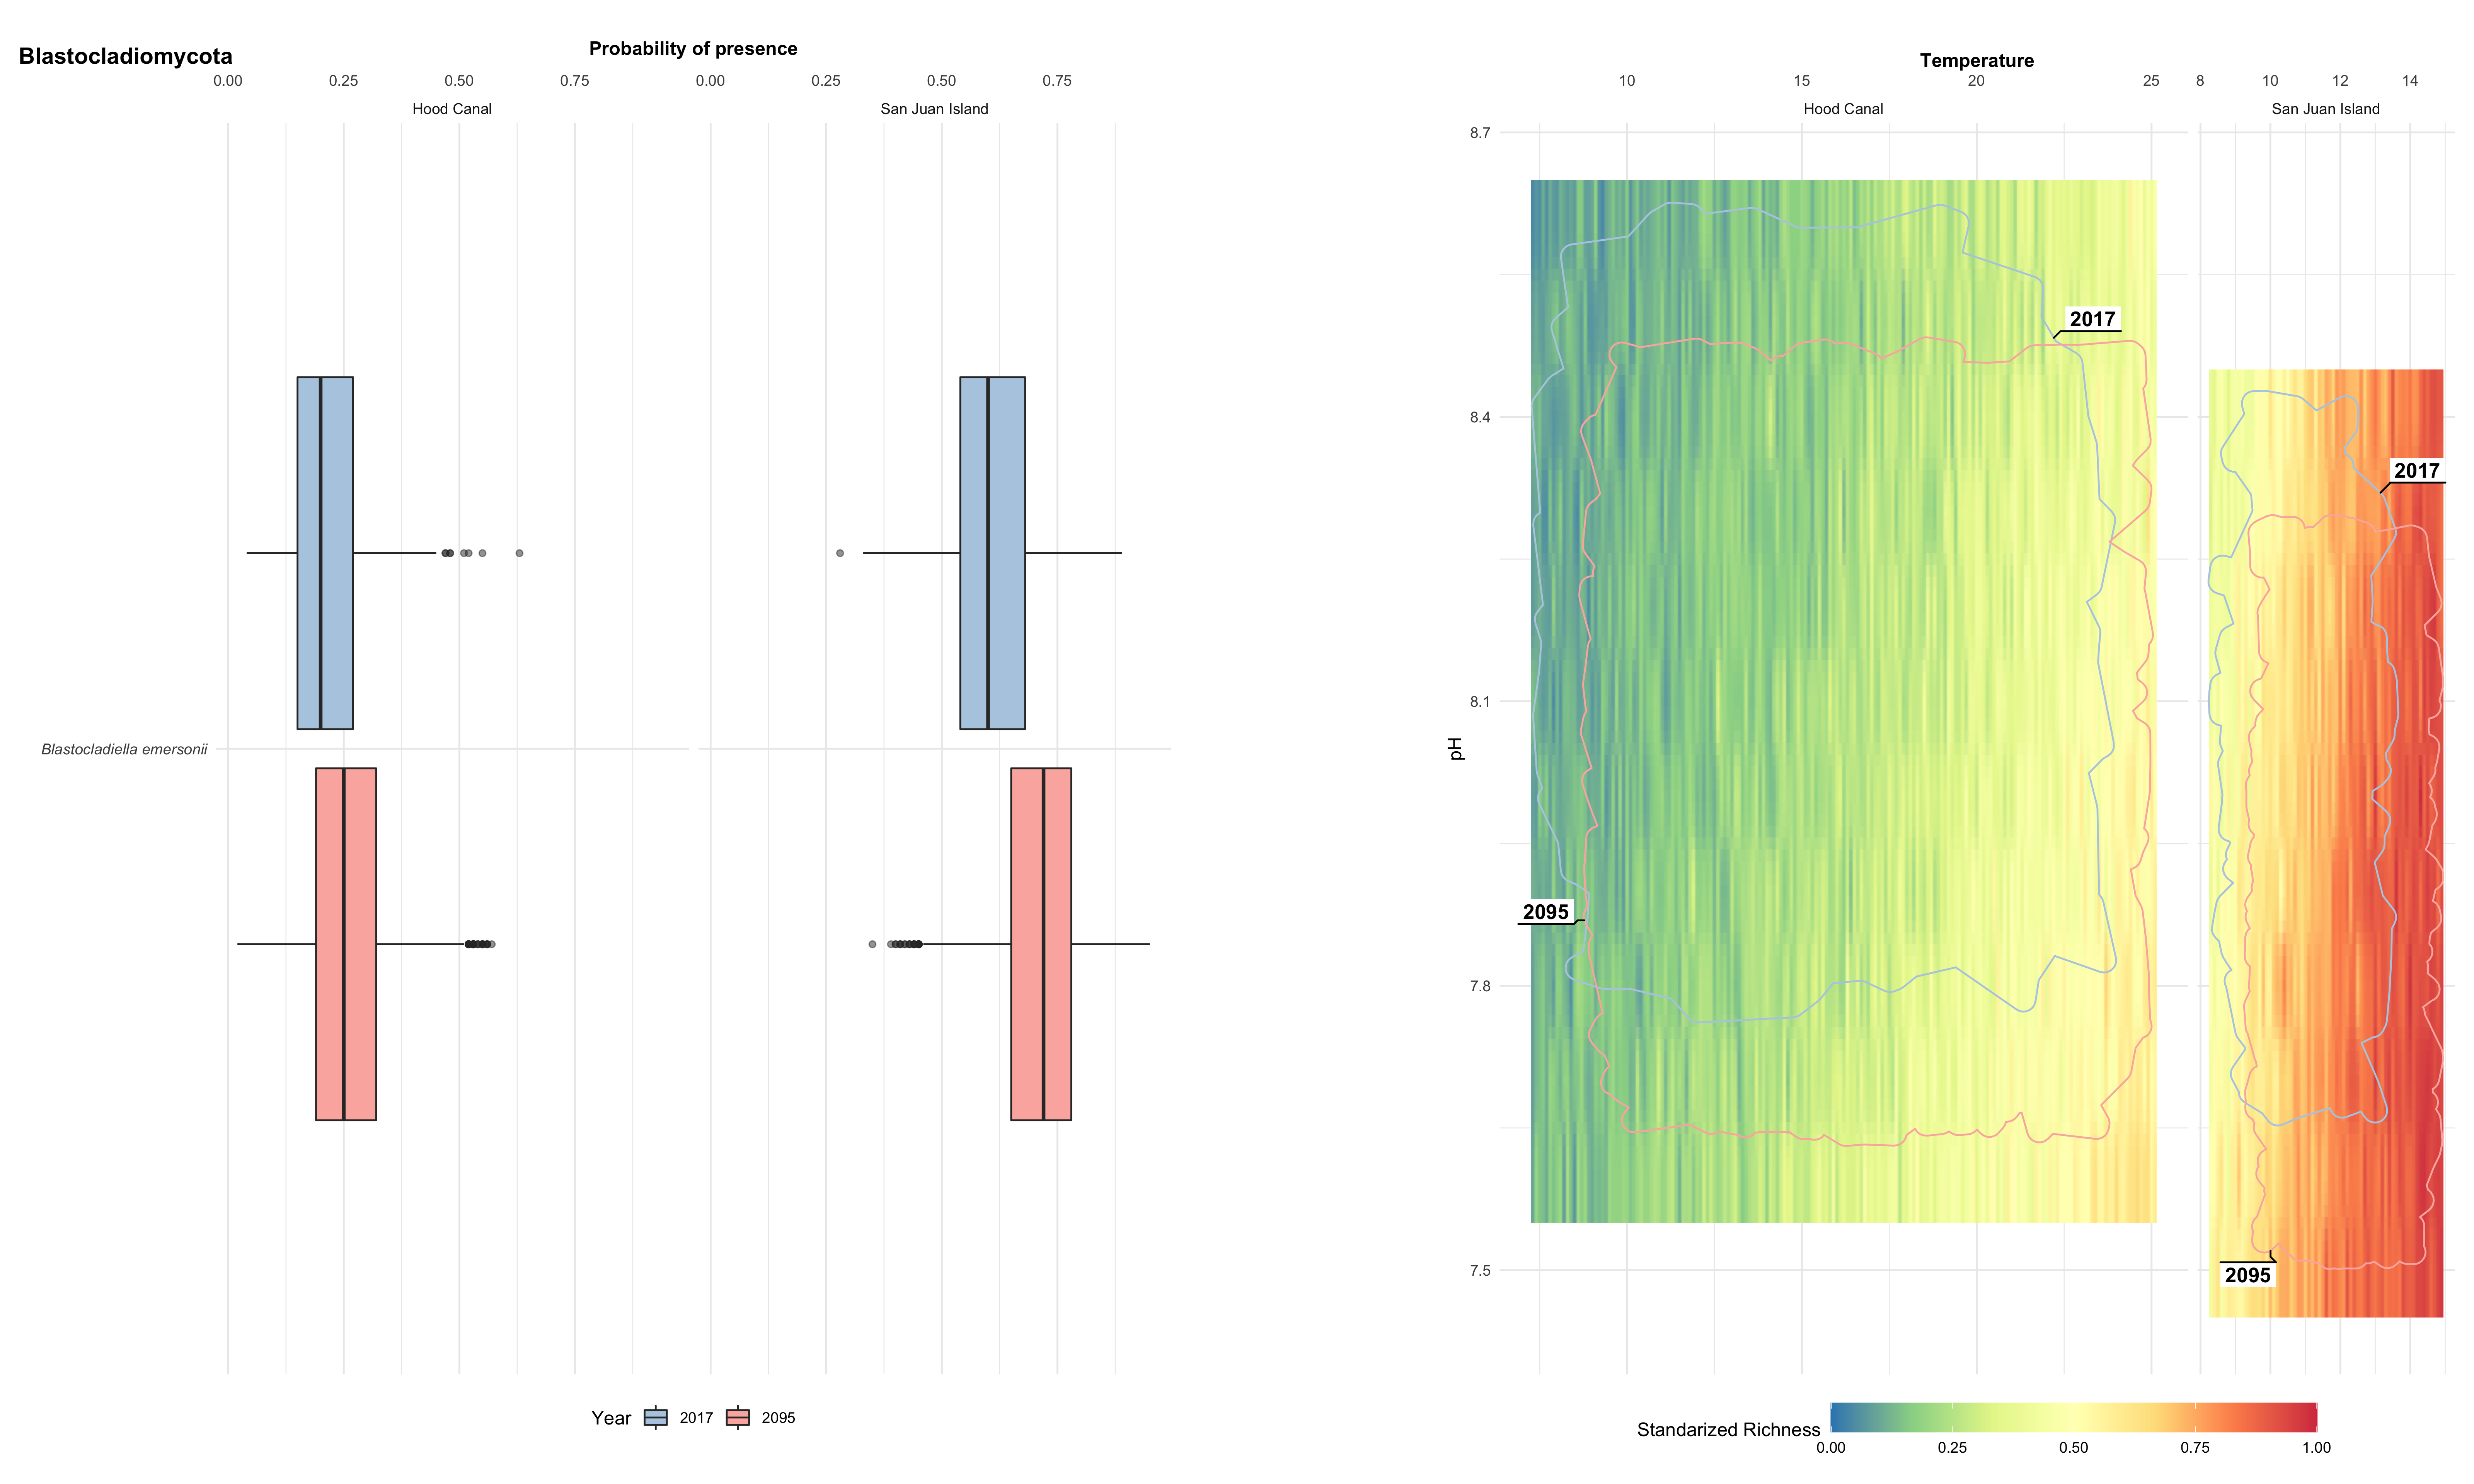 Blastocladiomycota
Probability of presence
0.00 0.25 0.50 0.75 0.00 0.25 0.50 0.75
Hood Canal San Juan Island
Blastocladiella emersonii
Year 2017 2095
Temperature
10 15 20 25 8 10 12 14
Hood Canal San Juan Island
8.7
8.4
8.1
7.8
7.5
pH
2017
2017
2095
2095
Standarized Richness
0.00 0.25 0.50 0.75 1.00